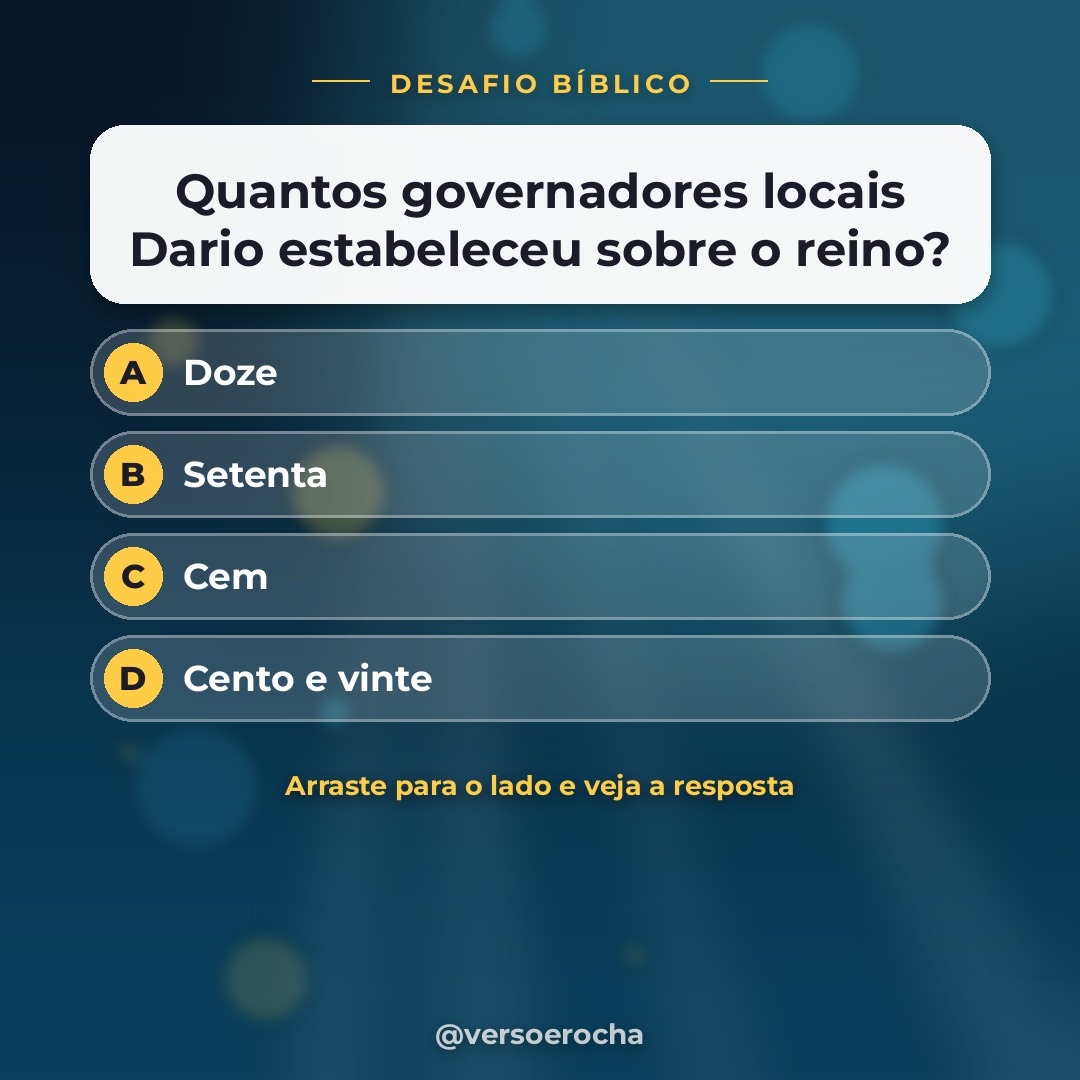 DESAFIO BÍBLICO
Quantos governadores locais
Dario estabeleceu sobre o reino?
A Doze
B Setenta
C Cem
D Cento e vinte
Arraste para o lado e veja a resposta
@versoerocha